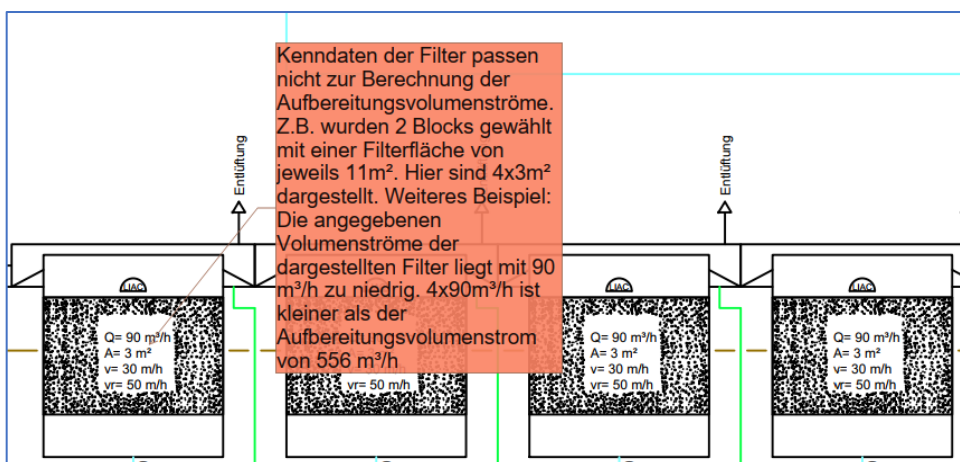 Kenndaten der Filter passen
nicht zur Berechnung der
Aufbereitungsvolumenströme.
Z.B. wurden 2 Blocks gewählt
mit einer Filterfläche von
jeweils 11m². Hier sind 4x3m²
dargestellt. Weiteres Beispiel:
Die angegebenen
Volumenströme der
dargestellten Filter liegt mit 90
m³/h zu niedrig. 4x90m³/h ist
kleiner als der
Aufbereitungsvolumenstrom
von 556 m³/h
Entlüftung
Entlüftung
Entlüftung
LIAC
LIAC
LIAC
Q= 90 m³/h
A= 3 m²
v= 30 m/h
vr= 50 m/h
vr= 50 m/h
Q= 90 m³/h
A= 3 m²
v= 30 m/h
vr= 50 m/h
Q= 90 m³/h
A= 3 m²
v= 30 m/h
vr= 50 m/h